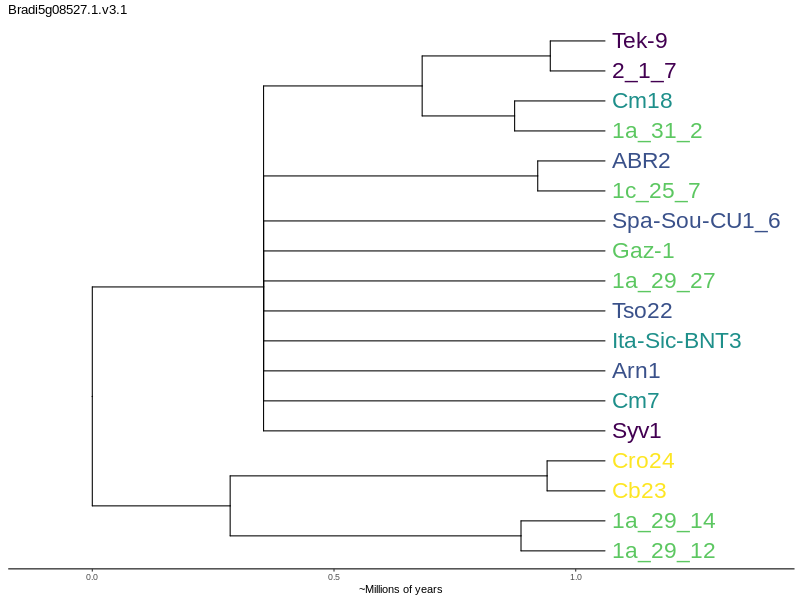 Bradi5g08527.1.v3.1
Tek-9
2_1_7
Cm18
1a_31_2
ABR2
1c_25_7
Spa-Sou-CU1_6
Gaz-1
1a_29_27
Tso22
Ita-Sic-BNT3
Arn1
Cm7
Syv1
Cro24
Cb23
1a_29_14
1a_29_12
0.0 0.5 1.0
~Millions of years